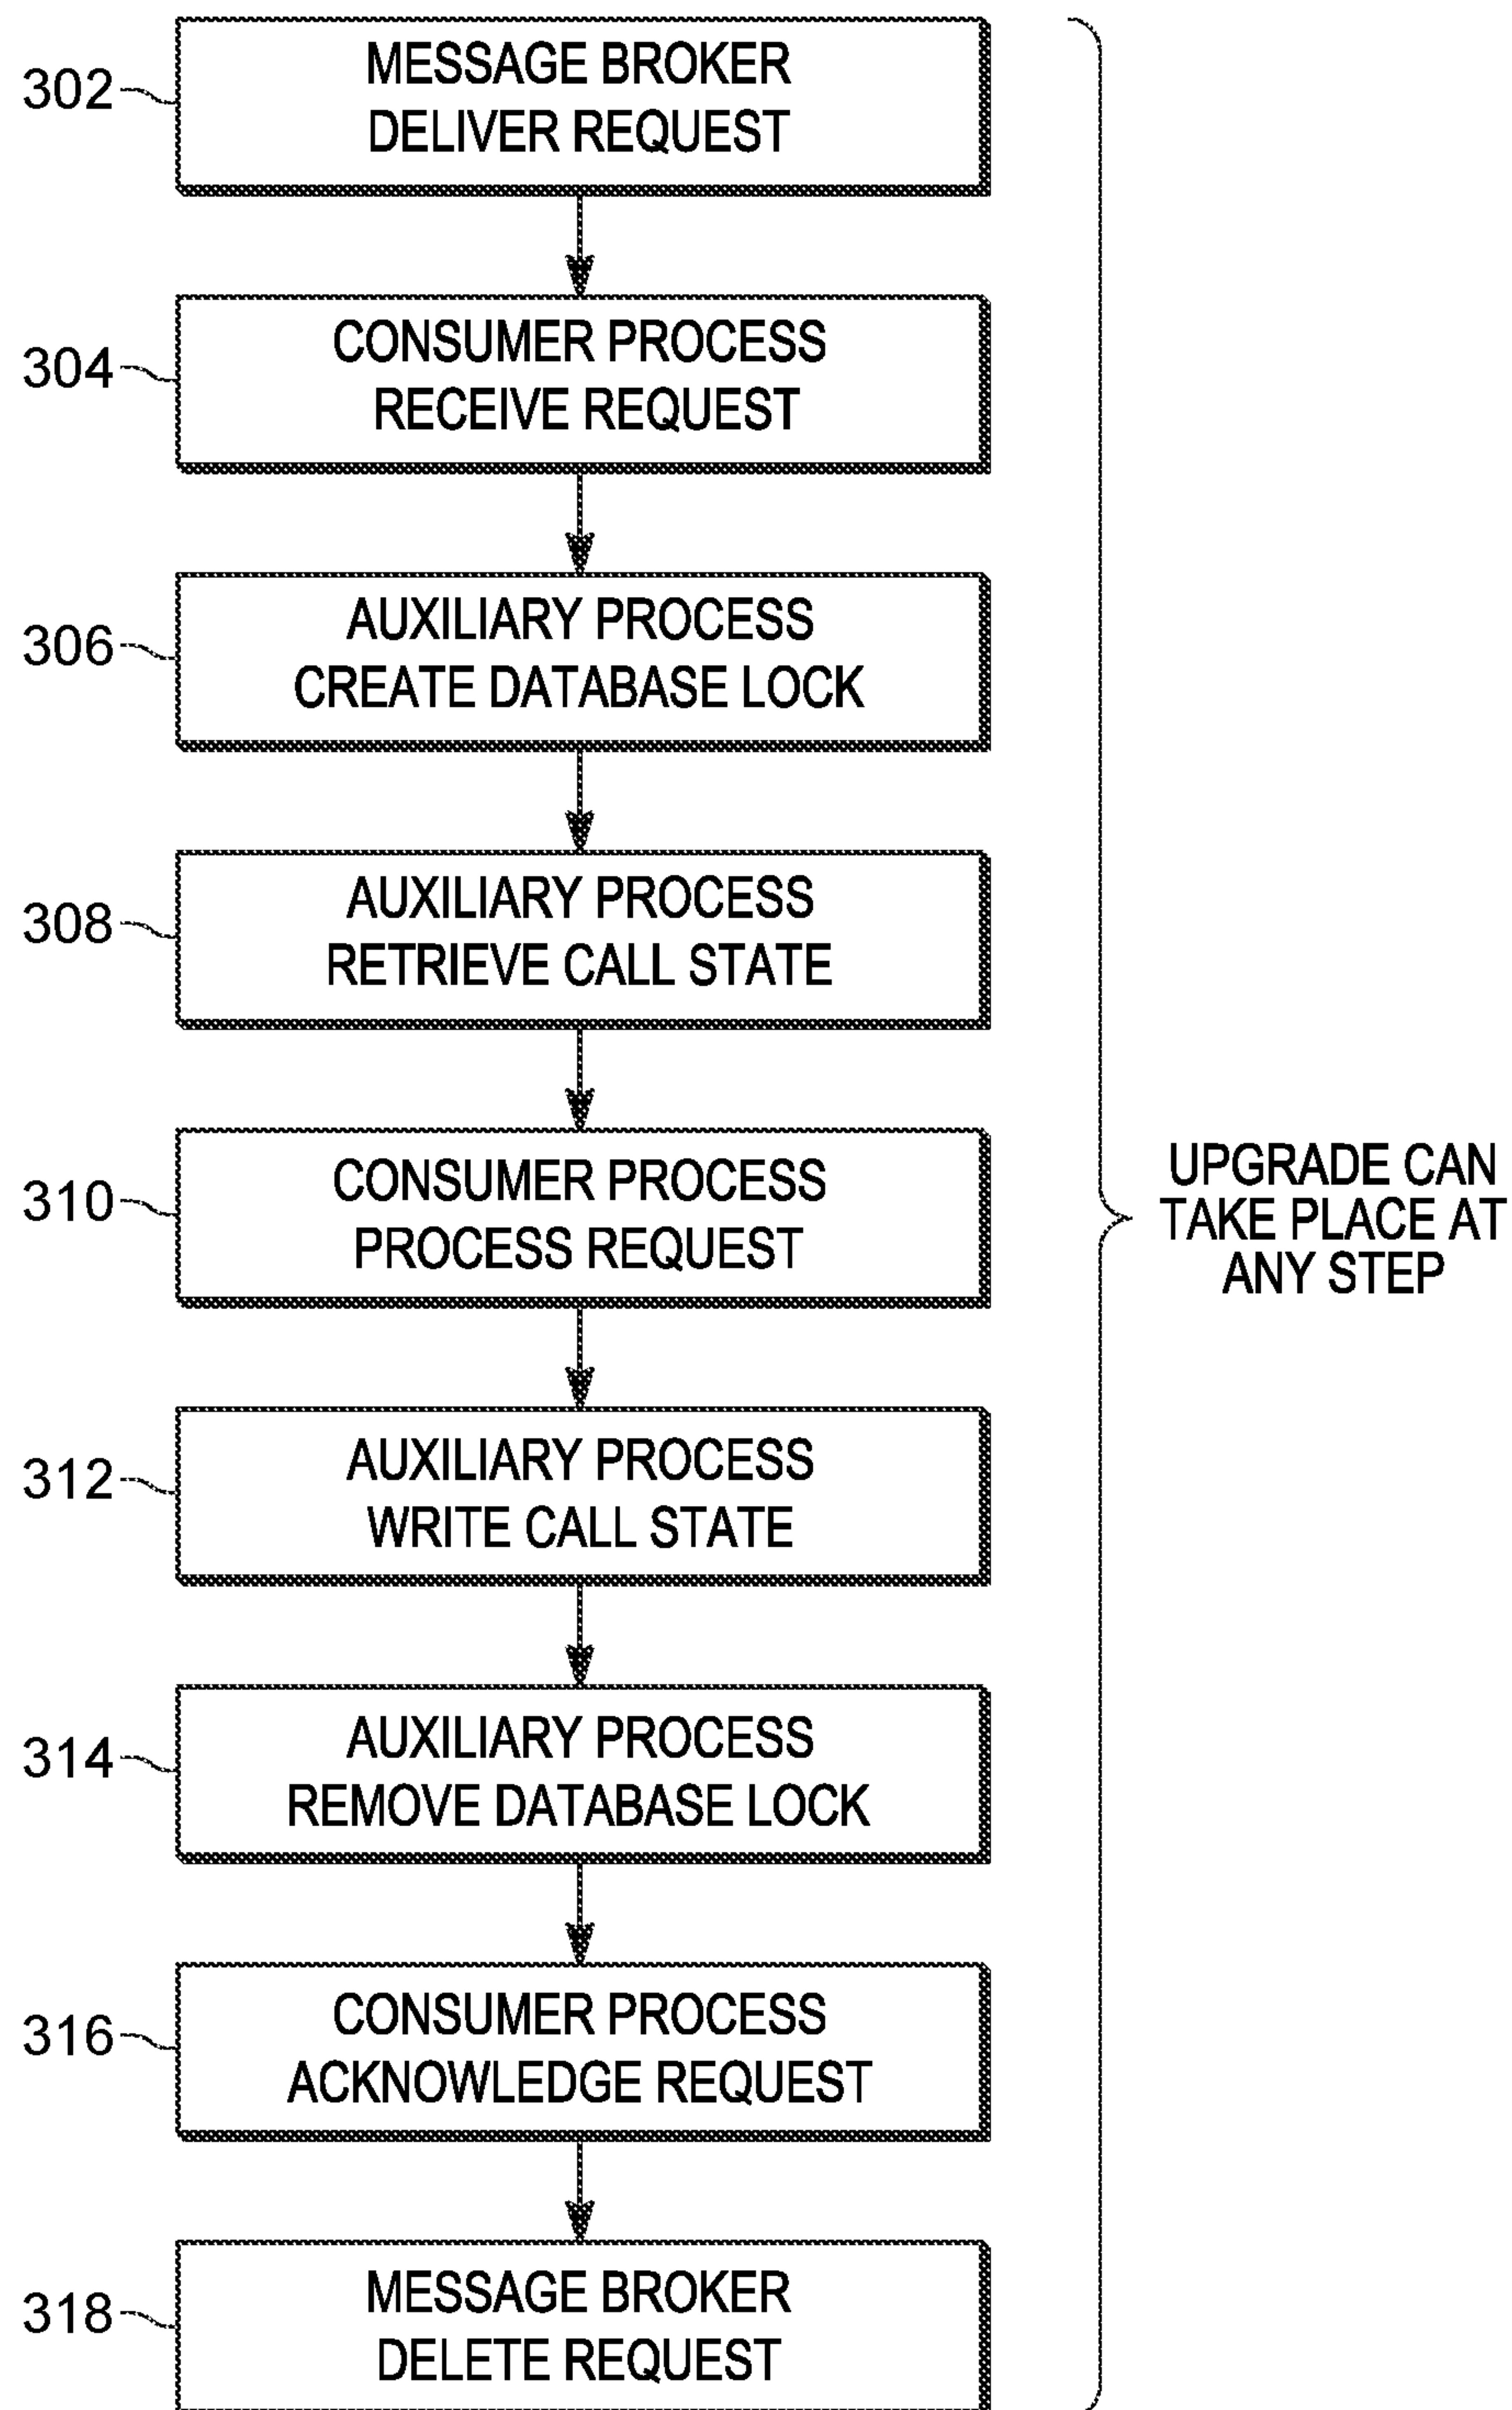 302
MESSAGE BROKER
DELIVER REQUEST
304
CONSUMER PROCESS
RECEIVE REQUEST
306
AUXILIARY PROCESS
CREATE DATABASE LOCK
308
AUXILIARY PROCESS
RETRIEVE CALL STATE
310
CONSUMER PROCESS
PROCESS REQUEST
UPGRADE CAN
TAKE PLACE AT
ANY STEP
312
AUXILIARY PROCESS
WRITE CALL STATE
314
AUXILIARY PROCESS
REMOVE DATABASE LOCK
316
CONSUMER PROCESS
ACKNOWLEDGE REQUEST
318
MESSAGE BROKER
DELETE REQUEST